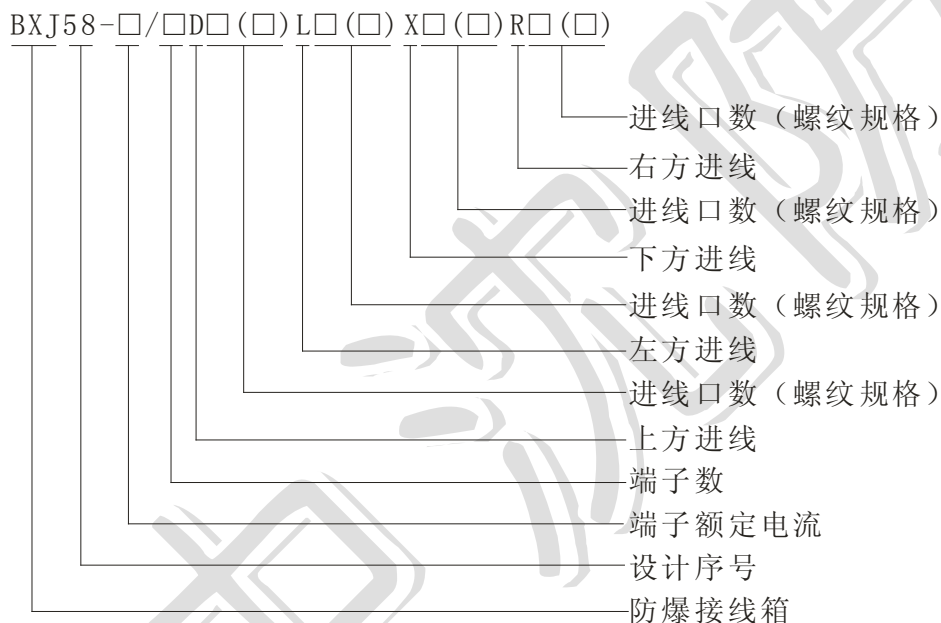 BXJ58-□/□D□(□)L□(□)X□(□)R□(□)
进线口数（螺纹规格）
右方进线
进线口数（螺纹规格）
下方进线
进线口数（螺纹规格）
左方进线
进线口数（螺纹规格）
上方进线
端子数
端子额定电流
设计序号
防爆接线箱